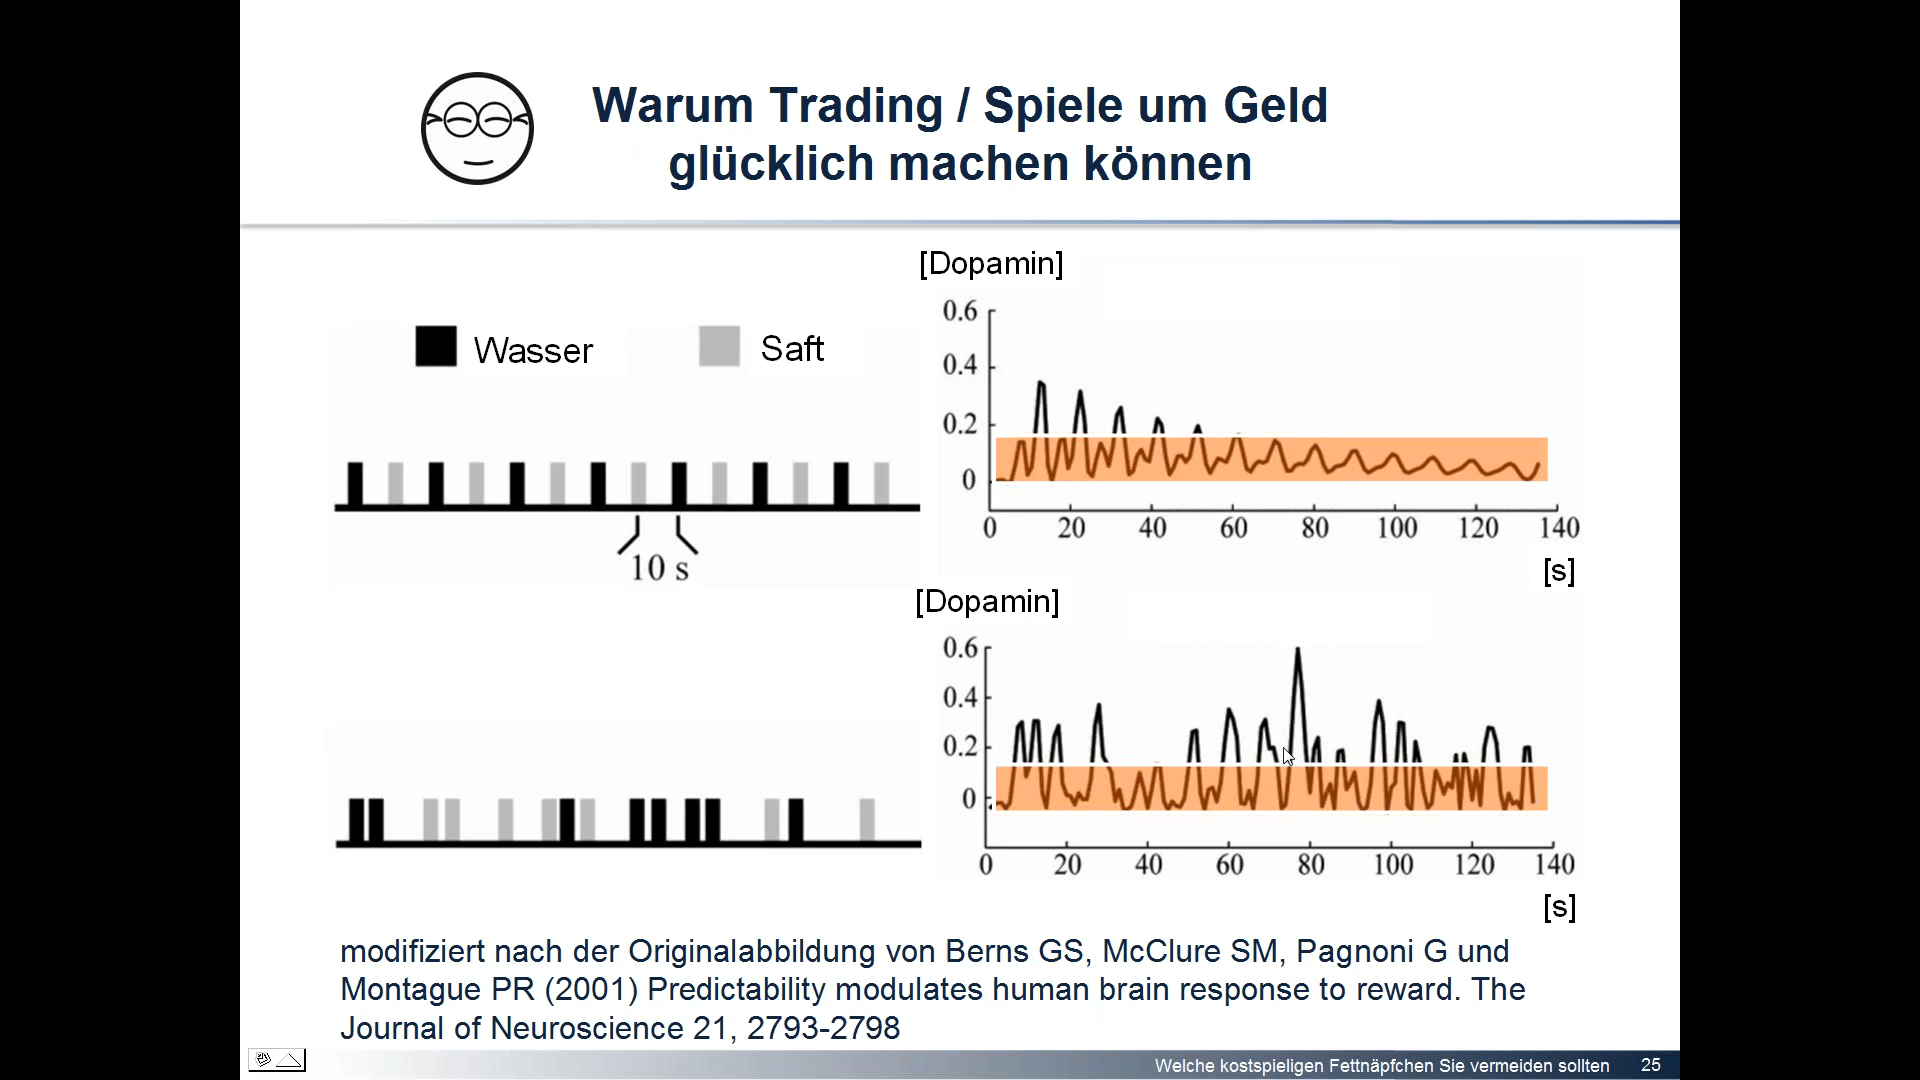 Warum Trading / Spiele um Geld
glücklich machen können
Wasser
Saft
10 s
[Dopamin]
0.6
0.4
0.2
0
0 20 40 60 80 100 120 140
[s]
[Dopamin]
0.6
0.4
0.2
0
0 20 40 60 80 100 120 140
[s]
modifiziert nach der Originalabbildung von Berns GS, McClure SM, Pagnoni G und
Montague PR (2001) Predictability modulates human brain response to reward. The
Journal of Neuroscience 21, 2793-2798
Welche kostspieligen Fettnäpfchen Sie vermeiden sollten 25